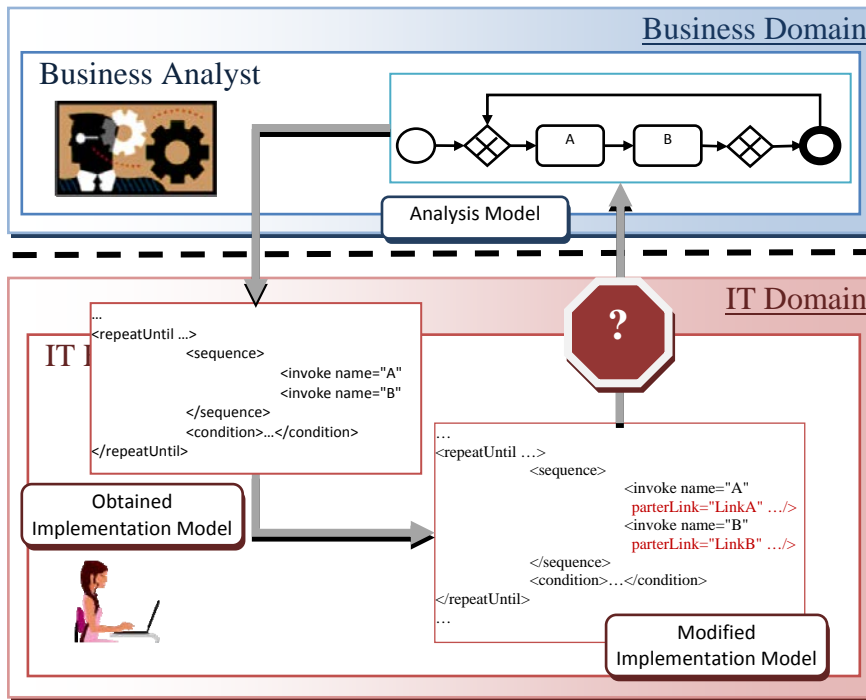 Business Domain
Business Analyst
A
B
Analysis Model
IT Domain
?
IT
…
<repeatUntil …>
<sequence>
<invoke name="A"
<invoke name="B"
</sequence>
<condition>…</condition>
</repeatUntil>
Obtained
Implementation Model
…
<repeatUntil …>
<sequence>
<invoke name="A"
parterLink="LinkA" …/>
<invoke name="B"
parterLink="LinkB" …/>
</sequence>
<condition>…</condition>
</repeatUntil>
…
Modified
Implementation Model